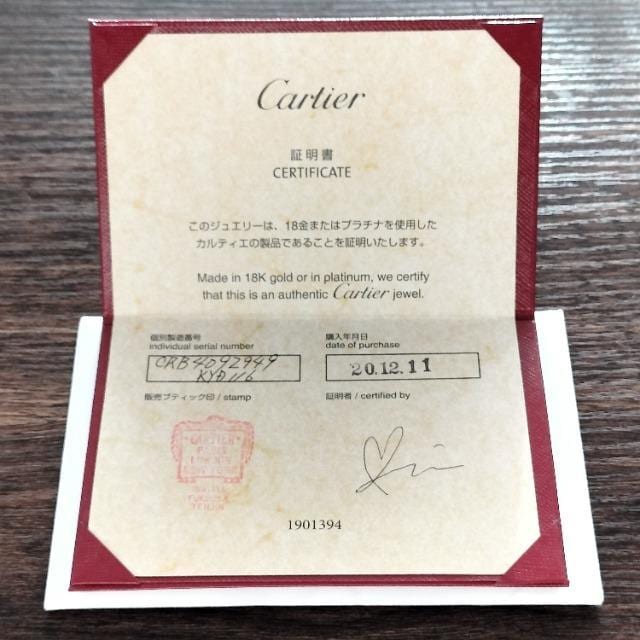 Cartier
証明書
CERTIFICATE
このジュエリーは、18金またはプラチナを使用した
カルティエの製品であることを証明いたします。
Made in 18K gold or in platinum, we certify
that this is an authentic Cartier jewel.
個別製造番号
individual serial number
CRB4092949
購入年月日
date of purchase
20.12.11
販売ブティック印 / stamp
証明者 / certified by
CARTIER
PARIS
LONDRES
NEW YORK
TENJIN
1901394